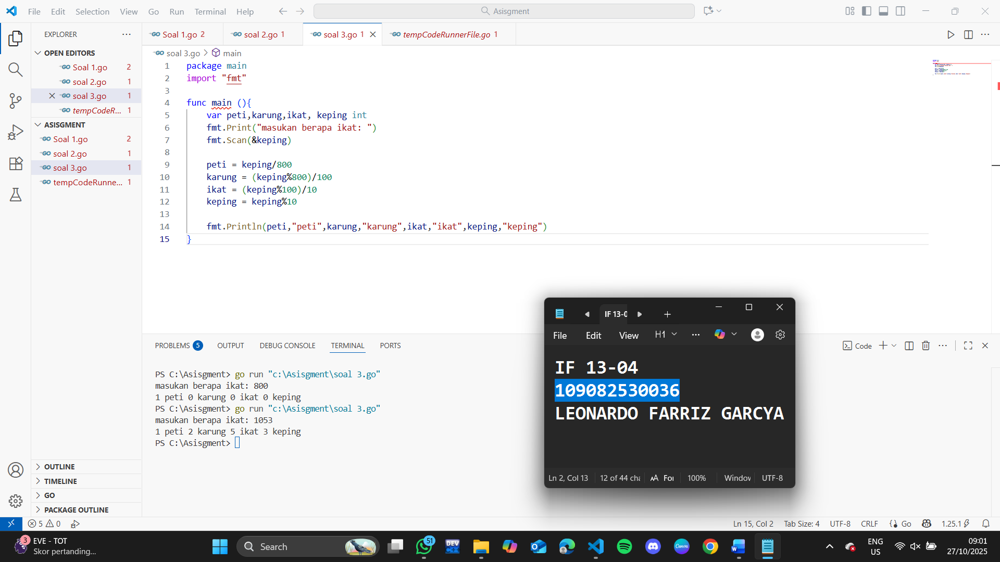 File Edit Selection View Go Run Terminal Help
Asisgment
EXPLORER
OPEN EDITORS
Soal 1.go 2
soal 2.go 1
soal 3.go 1
tempCodeR... 1
ASISGMENT
Soal 1.go 2
soal 2.go 1
soal 3.go 1
tempCodeRunne... 1
OUTLINE
TIMELINE
GO
PACKAGE OUTLINE
Soal 1.go 2
soal 2.go 1
soal 3.go 1
tempCodeRunnerFile.go 1
soal 3.go > main
1 package main
2 import "fmt"
3
4 func main (){
5 var peti,karung,ikat, keping int
6 fmt.Print("masukan berapa ikat: ")
7 fmt.Scan(&keping)
8
9 peti = keping/800
10 karung = (keping%800)/100
11 ikat = (keping%100)/10
12 keping = keping%10
13
14 fmt.Println(peti,"peti",karung,"karung",ikat,"ikat",keping,"keping")
15 }
PROBLEMS 5 OUTPUT DEBUG CONSOLE TERMINAL PORTS
Code
PS C:\Asisgment> go run "c:\Asisgment\soal 3.go"
masukan berapa ikat: 800
1 peti 0 karung 0 ikat 0 keping
PS C:\Asisgment> go run "c:\Asisgment\soal 3.go"
masukan berapa ikat: 1053
1 peti 2 karung 5 ikat 3 keping
PS C:\Asisgment>
IF 13-0
File Edit View H1
IF 13-04
109082530036
LEONARDO FARRIZ GARCYA
Ln 2, Col 13 12 of 44 cha For 100% Window UTF-8
5 0
Ln 15, Col 2 Tab Size: 4 UTF-8 CRLF Go 1.25.1
3
EVE - TOT
Skor pertanding...
Search
51
DEV C++
Canva
ENG
US
09:01
27/10/2025